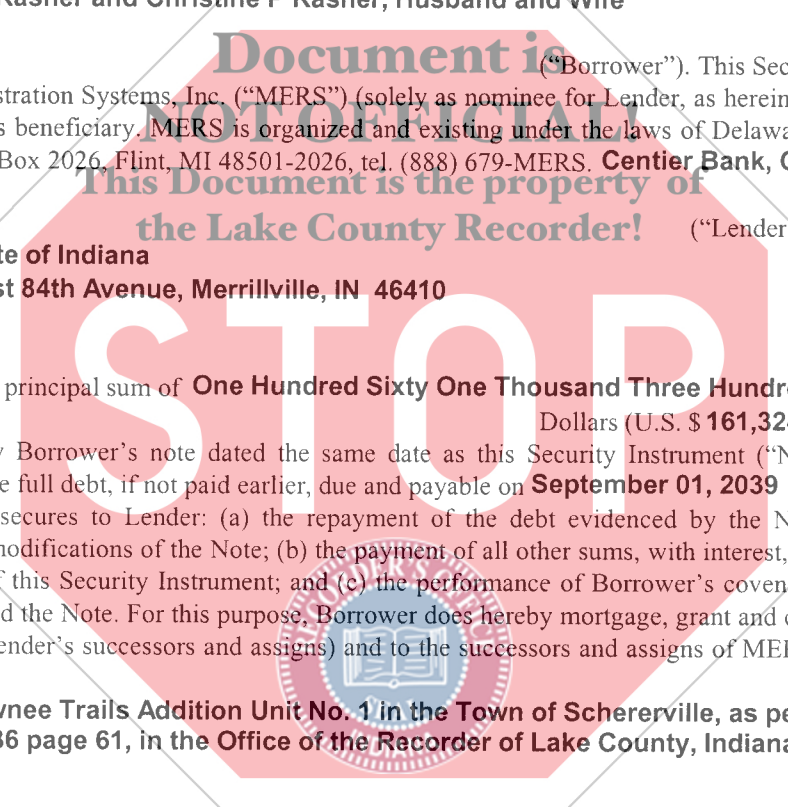 Kasner and Christine P Kasner, Husband and Wife
Document is
("Borrower"). This Sec
stration Systems, Inc. ("MERS") (solely as nominee for Lender, as herein
NOT OFFICIAL!
s beneficiary. MERS is organized and existing under the laws of Delawa
Box 2026, Flint, MI 48501-2026, tel. (888) 679-MERS. Centier Bank, C
This Document is the property of
the Lake County Recorder!
("Lender
te of Indiana
st 84th Avenue, Merrillville, IN 46410
STOP
principal sum of One Hundred Sixty One Thousand Three Hundre
Dollars (U.S. $ 161,32
y Borrower's note dated the same date as this Security Instrument ("N
e full debt, if not paid earlier, due and payable on September 01, 2039
secures to Lender: (a) the repayment of the debt evidenced by the N
modifications of the Note; (b) the payment of all other sums, with interest,
f this Security Instrument; and (c) the performance of Borrower's coven
d the Note. For this purpose, Borrower does hereby mortgage, grant and c
ender's successors and assigns) and to the successors and assigns of MER
RECORDER'S OFFICE
SEAL
INDIANA
wnee Trails Addition Unit No. 1 in the Town of Schererville, as pe
36 page 61, in the Office of the Recorder of Lake County, Indiana